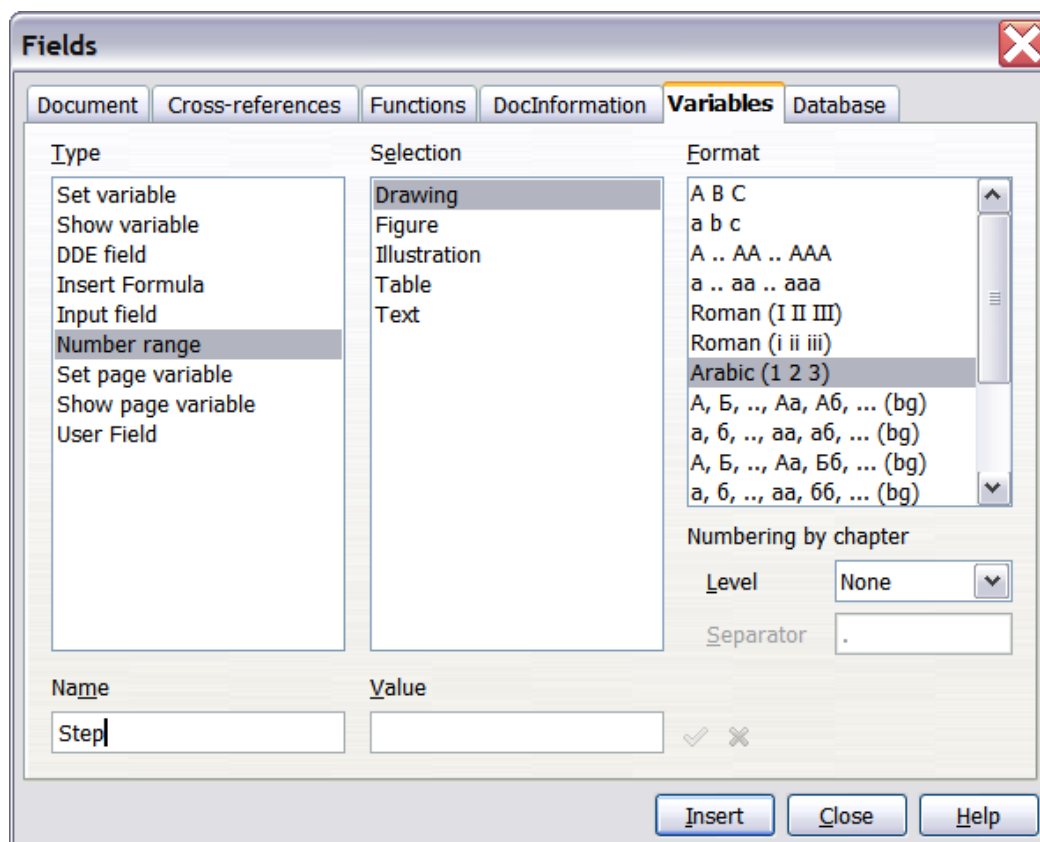 Fields
Document Cross-references Functions DocInformation Variables Database
Type
Set variable
Show variable
DDE field
Insert Formula
Input field
Number range
Set page variable
Show page variable
User Field
Selection
Drawing
Figure
Illustration
Table
Text
Format
A B C
a b c
A .. AA .. AAA
a .. aa .. aaa
Roman (I II III)
Roman (i ii iii)
Arabic (1 2 3)
А, Б, .., Аа, Аб, ... (bg)
а, б, .., аа, аб, ... (bg)
А, Б, .., Аа, Бб, ... (bg)
а, б, .., аа, бб, ... (bg)
Numbering by chapter
Level None
Separator .
Name
Step
Value
Insert Close Help